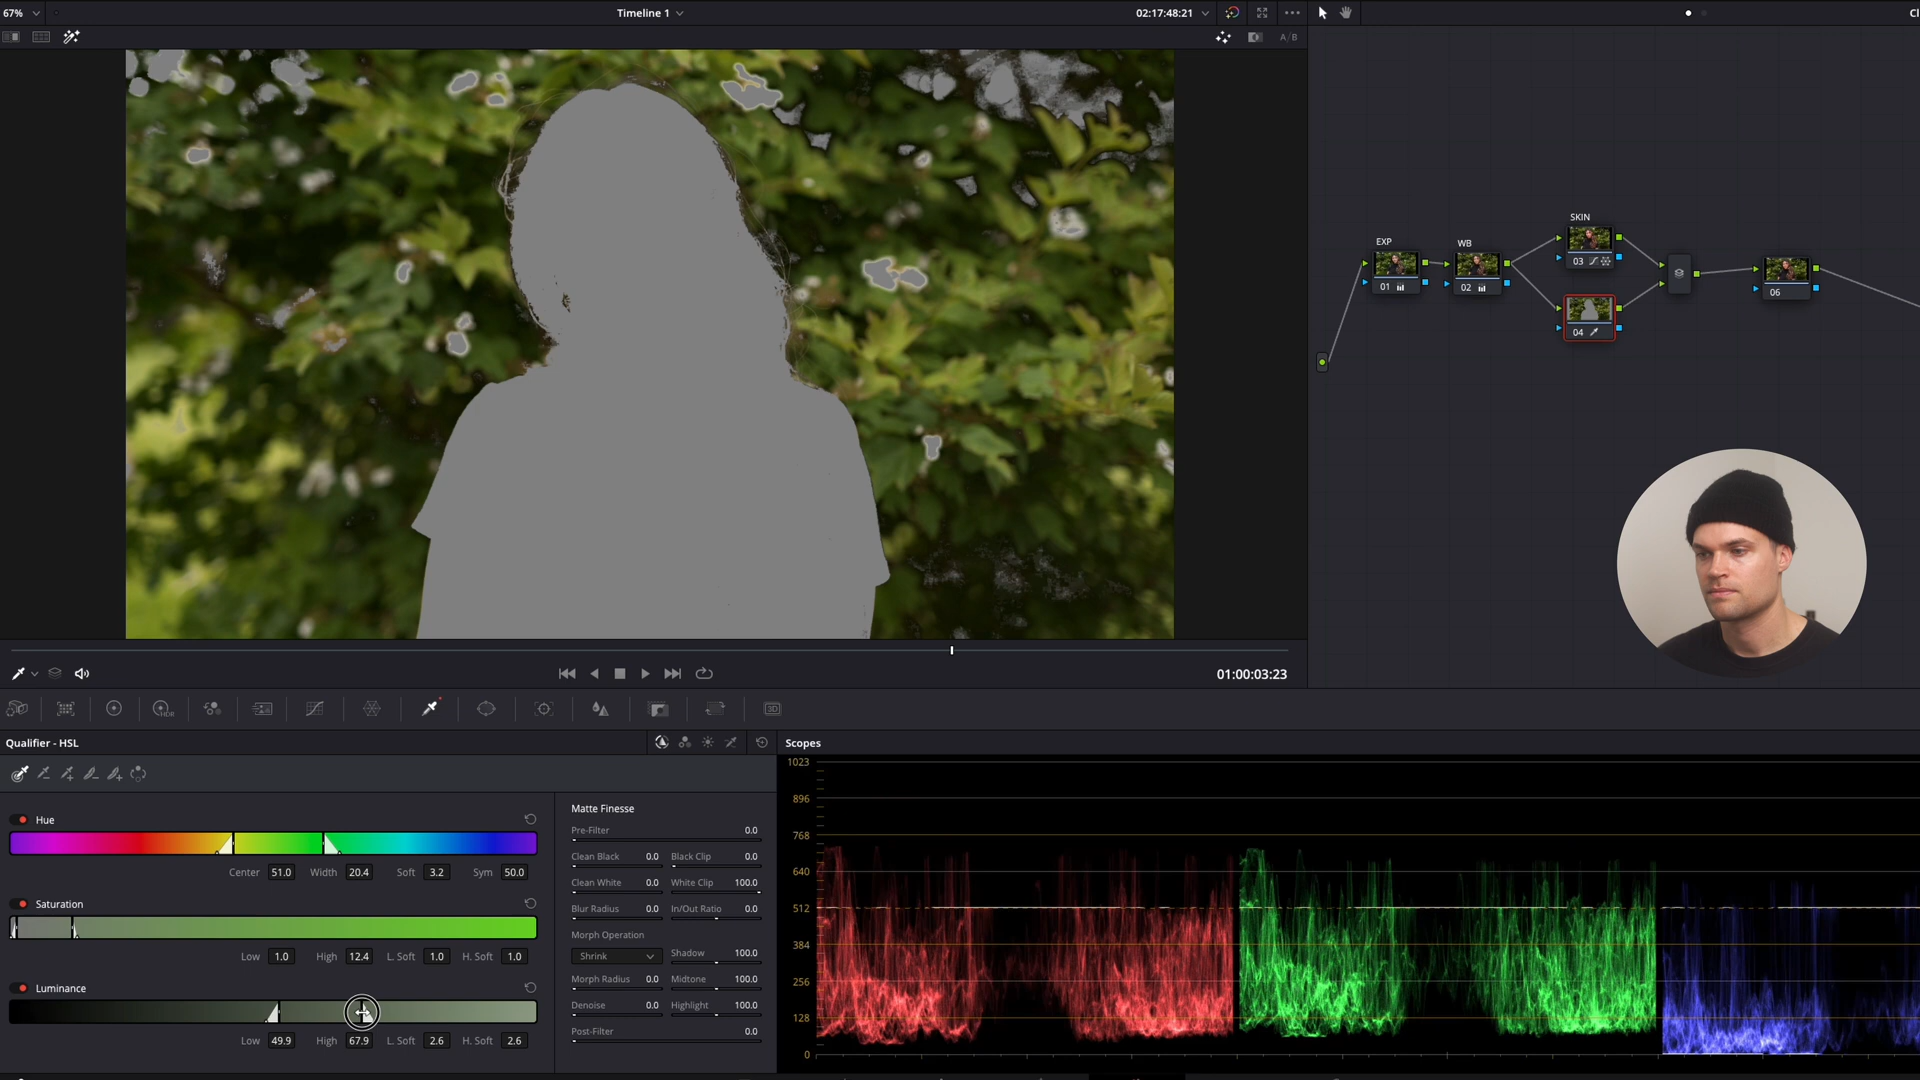 67%
Timeline 1
02:17:48:21
Cl
A/B
SKIN
EXP
WB
03
01
02
06
04
01:00:03:23
HDR
3D
Qualifier - HSL
Scopes
Hue
Center 51.0 Width 20.4 Soft 3.2 Sym 50.0
Saturation
Low 1.0 High 12.4 L. Soft 1.0 H. Soft 1.0
Luminance
Low 49.9 High 67.9 L. Soft 2.6 H. Soft 2.6
Matte Finesse
Pre-Filter 0.0
Clean Black 0.0 Black Clip 0.0
Clean White 0.0 White Clip 100.0
Blur Radius 0.0 In/Out Ratio 0.0
Morph Operation
Shrink Shadow 100.0
Morph Radius 0.0 Midtone 100.0
Denoise 0.0 Highlight 100.0
Post-Filter 0.0
1023
896
768
640
512
384
256
128
0